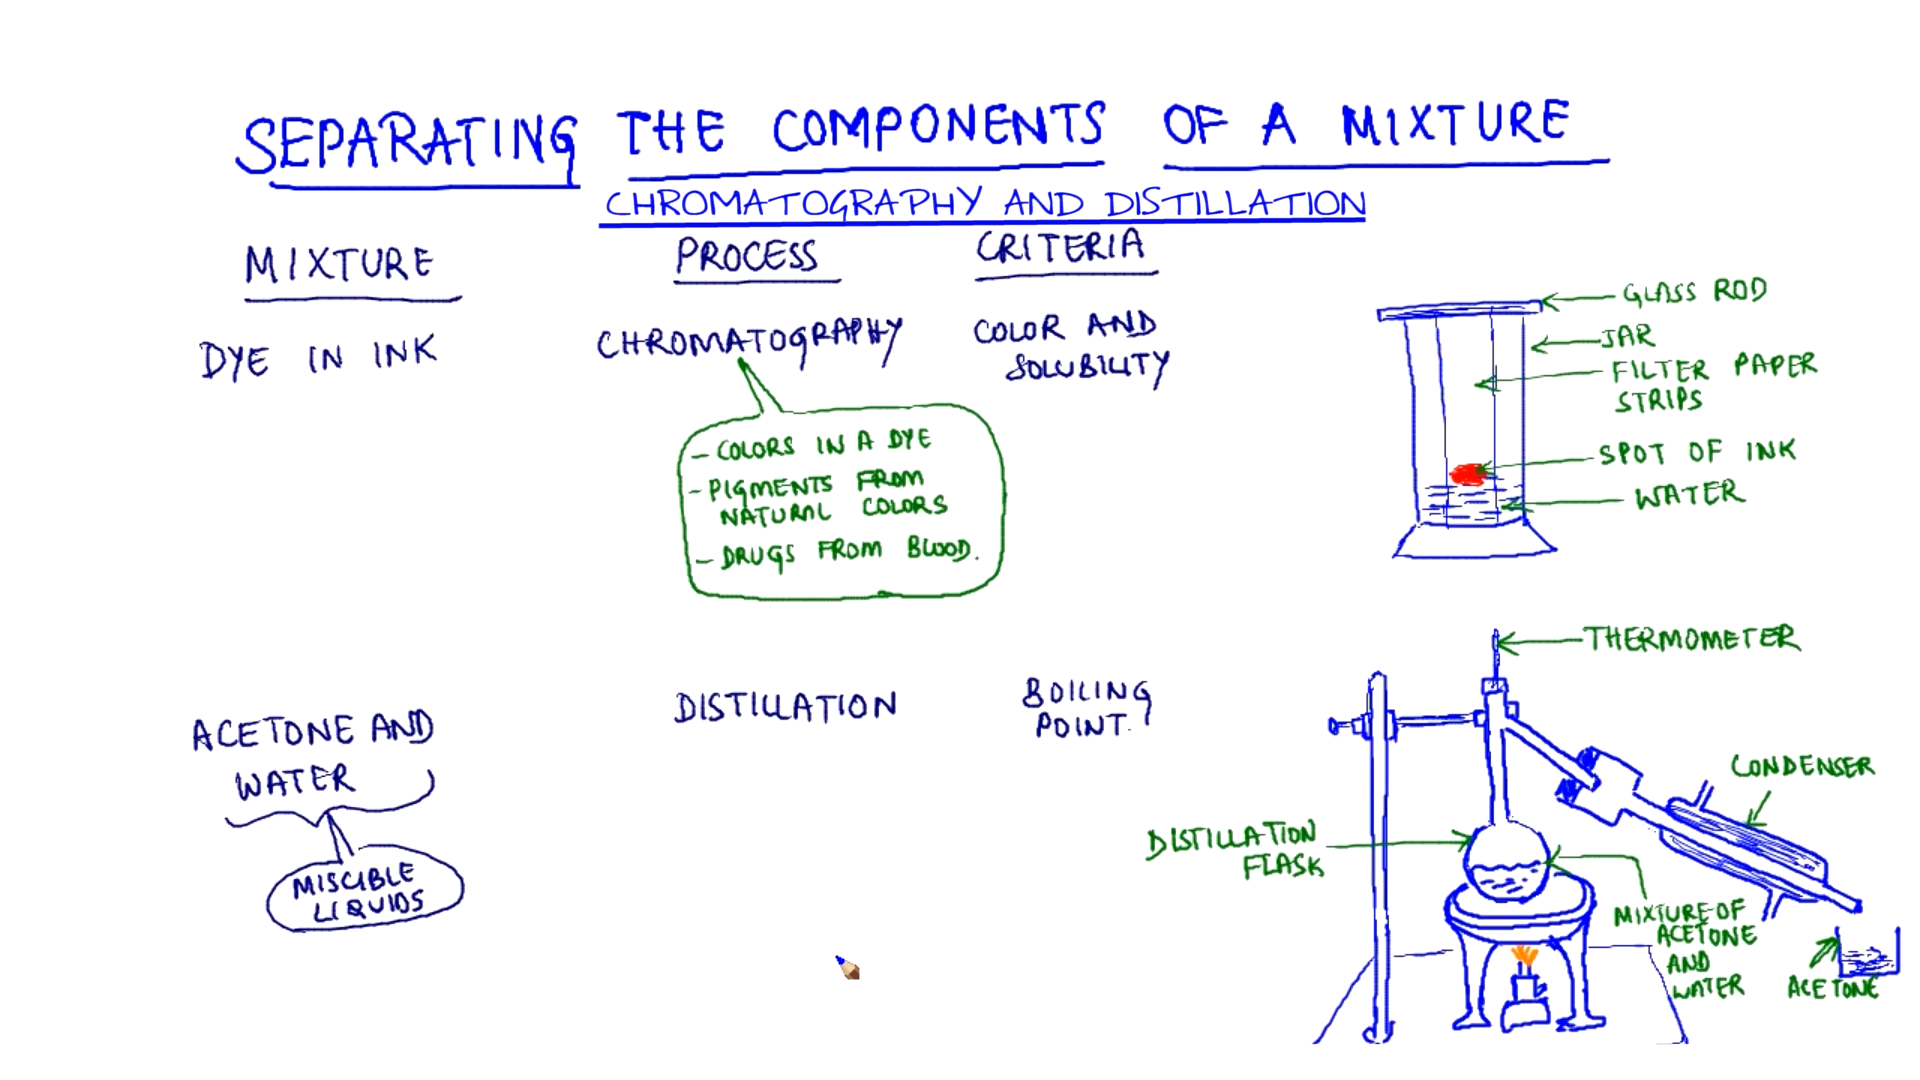 SEPARATING THE COMPONENTS OF A MIXTURE
CHROMATOGRAPHY AND DISTILLATION
MIXTURE
PROCESS
CRITERIA
DYE IN INK
CHROMATOGRAPHY
COLOR AND
SOLUBILITY
- COLORS IN A DYE
- PIGMENTS FROM
NATURAL COLORS
- DRUGS FROM BLOOD.
GLASS ROD
JAR
FILTER PAPER
STRIPS
SPOT OF INK
WATER
ACETONE AND
WATER
MISCIBLE
LIQUIDS
DISTILLATION
BOILING
POINT.
THERMOMETER
CONDENSER
DISTILLATION
FLASK
MIXTURE OF
ACETONE
AND
WATER
ACETONE